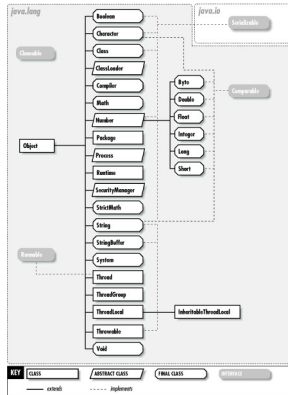 java.lang
java.io
Cloneable
Serializable
Comparable
Runnable
Object
Boolean
Character
Class
ClassLoader
Compiler
Math
Number
Package
Process
Runtime
SecurityManager
StrictMath
String
StringBuffer
System
Thread
ThreadGroup
ThreadLocal
Throwable
Void
Byte
Double
Float
Integer
Long
Short
InheritableThreadLocal
KEY
CLASS
ABSTRACT CLASS
FINAL CLASS
INTERFACE
extends
implements